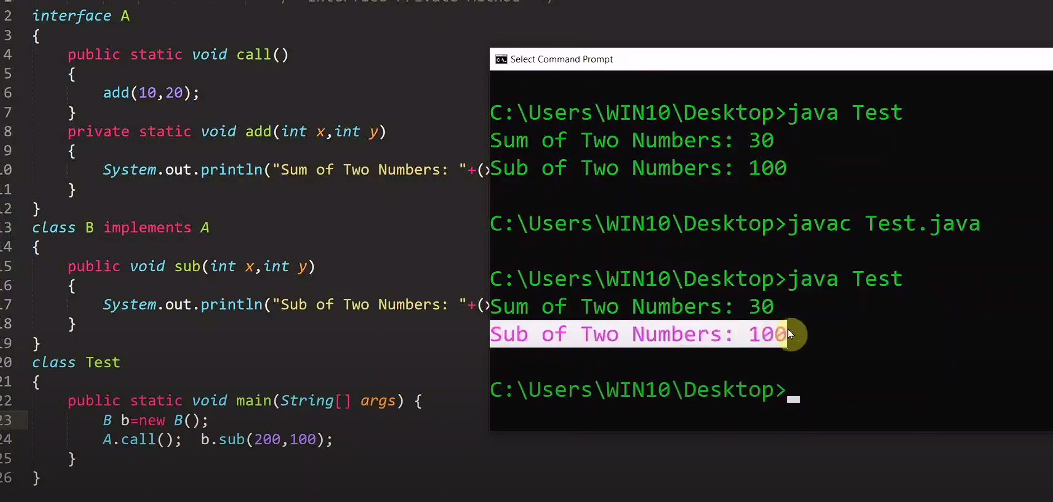 2 interface A
3 {
4 public static void call()
5 {
6 add(10,20);
7 }
8 private static void add(int x,int y)
9 {
10 System.out.println("Sum of Two Numbers: "+(x
11 }
12 }
13 class B implements A
14 {
15 public void sub(int x,int y)
16 {
17 System.out.println("Sub of Two Numbers: "+(x
18 }
19 }
20 class Test
21 {
22 public static void main(String[] args) {
23 B b=new B();
24 A.call(); b.sub(200,100);
25 }
26 }
Select Command Prompt
C:\Users\WIN10\Desktop>java Test
Sum of Two Numbers: 30
Sub of Two Numbers: 100
C:\Users\WIN10\Desktop>javac Test.java
C:\Users\WIN10\Desktop>java Test
Sum of Two Numbers: 30
Sub of Two Numbers: 100
C:\Users\WIN10\Desktop>